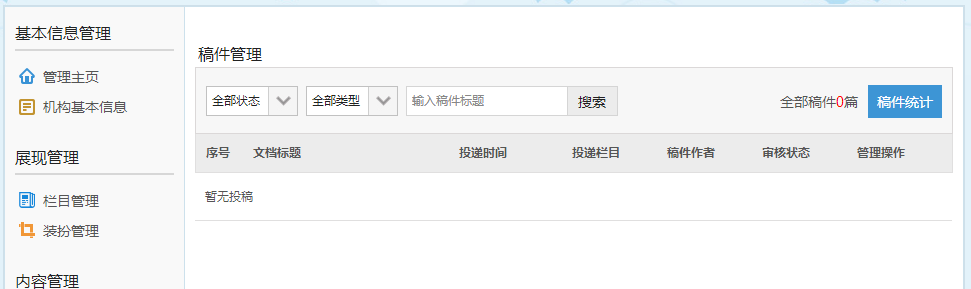 基本信息管理
管理主页
机构基本信息
展现管理
栏目管理
装扮管理
内容管理
稿件管理
全部状态 全部类型 输入稿件标题 搜索 全部稿件0篇 稿件统计
序号 文档标题 投递时间 投递栏目 稿件作者 审核状态 管理操作
暂无投稿